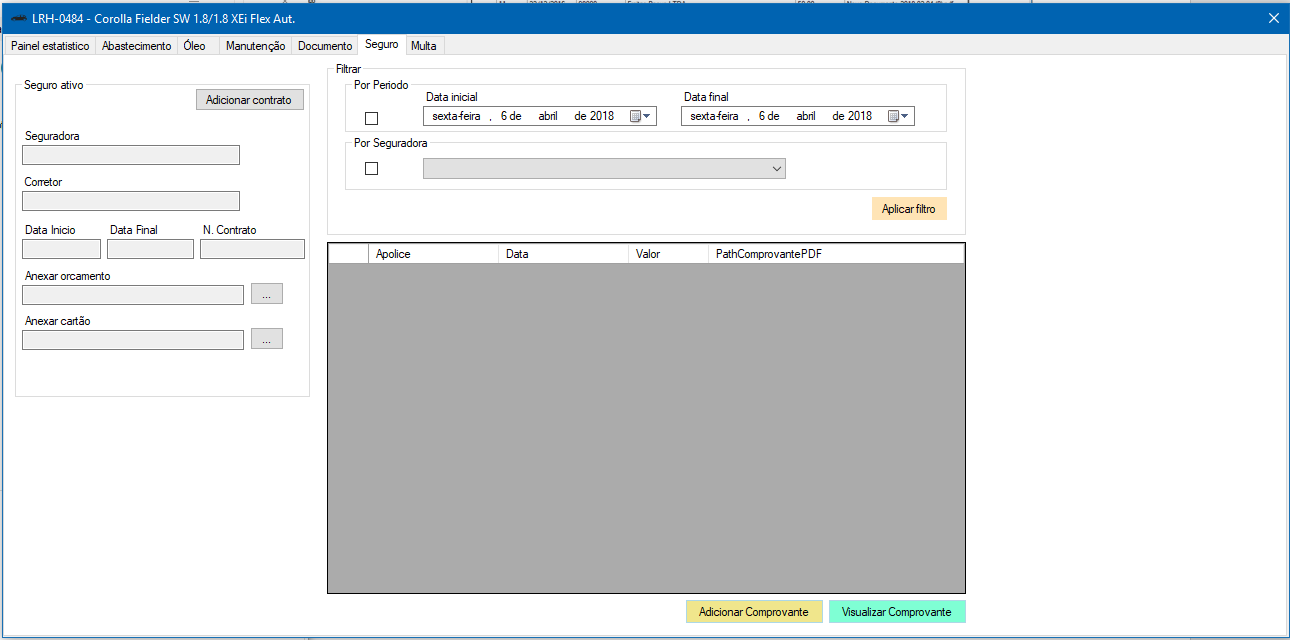 LRH-0484 - Corolla Fielder SW 1.8/1.8 XEi Flex Aut.
Painel estatistico Abastecimento Óleo Manutenção Documento Seguro Multa
Seguro ativo
Adicionar contrato
Seguradora
Corretor
Data Inicio Data Final N. Contrato
Anexar orcamento
...
Anexar cartão
...
Filtrar
Por Periodo
Data inicial Data final
sexta-feira , 6 de abril de 2018 sexta-feira , 6 de abril de 2018
Por Seguradora
Aplicar filtro
Apolice Data Valor PathComprovantePDF
Adicionar Comprovante Visualizar Comprovante